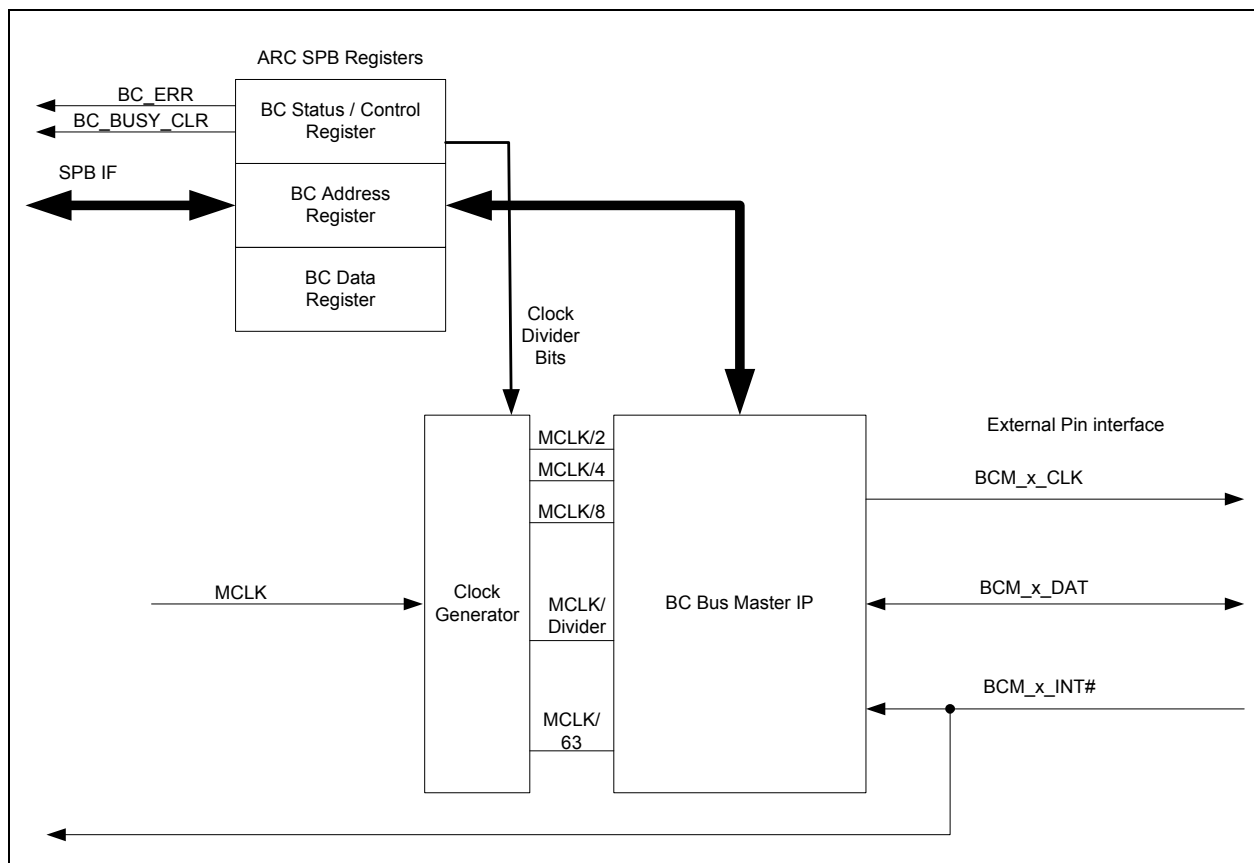 ARC SPB Registers
BC_ERR
BC_BUSY_CLR
BC Status / Control
Register
SPB IF
BC Address
Register
BC Data
Register
Clock
Divider
Bits
MCLK/2
MCLK/4
MCLK/8
MCLK/
Divider
MCLK/
63
MCLK
Clock
Generator
BC Bus Master IP
External Pin interface
BCM_x_CLK
BCM_x_DAT
BCM_x_INT#